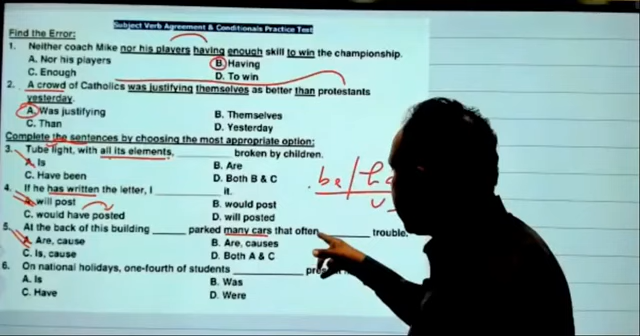 Subject Verb Agreement & Conditionals Practice Test
Find the Error:
1. Neither coach Mike nor his players having enough skill to win the championship.
A. Nor his players B. Having
C. Enough D. To win
2. A crowd of Catholics was justifying themselves as better than protestants
yesterday.
A. Was justifying B. Themselves
C. Than D. Yesterday
Complete the sentences by choosing the most appropriate option:
3. Tube light, with all its elements, ________ broken by children.
A. Is B. Are
C. Have been D. Both B & C
4. If he has written the letter, I ________ it.
A. will post B. would post
C. would have posted D. will posted
5. At the back of this building _____ parked many cars that often ________ trouble.
A. Are, cause B. Are, causes
C. Is, cause D. Both A & C
6. On national holidays, one-fourth of students __________
A. Is B. Was
C. Have D. Were
be/